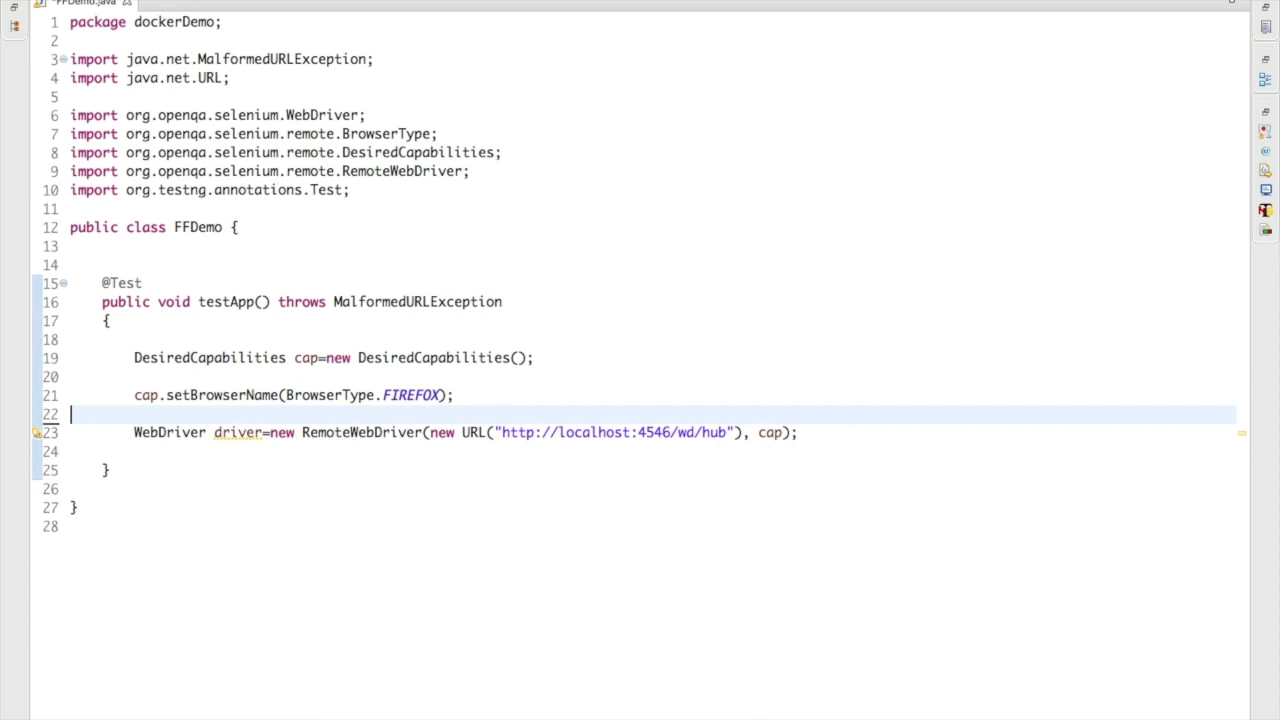 *FFDemo.java
1 package dockerDemo;
2
3 import java.net.MalformedURLException;
4 import java.net.URL;
5
6 import org.openqa.selenium.WebDriver;
7 import org.openqa.selenium.remote.BrowserType;
8 import org.openqa.selenium.remote.DesiredCapabilities;
9 import org.openqa.selenium.remote.RemoteWebDriver;
10 import org.testng.annotations.Test;
11
12 public class FFDemo {
13
14
15 @Test
16 public void testApp() throws MalformedURLException
17 {
18
19 DesiredCapabilities cap=new DesiredCapabilities();
20
21 cap.setBrowserName(BrowserType.FIREFOX);
22
23 WebDriver driver=new RemoteWebDriver(new URL("http://localhost:4546/wd/hub"), cap);
24
25 }
26
27 }
28